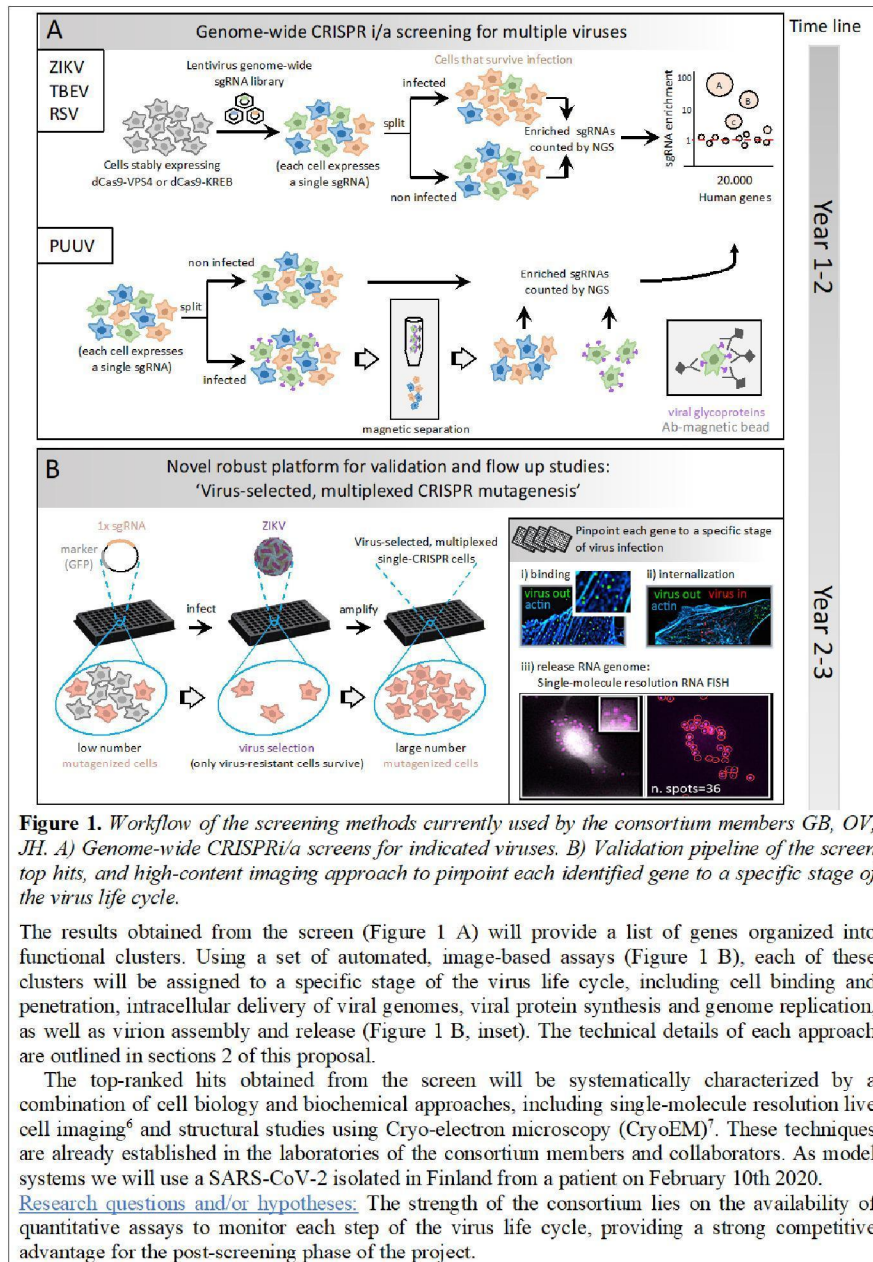 A
Genome-wide CRISPR i/a screening for multiple viruses
Time line
ZIKV
TBEV
RSV
Lentivirus genome-wide
sgRNA library
Cells stably expressing
dCas9-VPS4 or dCas9-KREB
(each cell expresses
a single sgRNA)
split
infected
non infected
Cells that survive infection
Enriched sgRNAs
counted by NGS
sgRNA enrichment
100
10
1
A
B
C
20.000
Human genes
Year 1-2
PUUV
(each cell expresses
a single sgRNA)
split
non infected
infected
magnetic separation
Enriched sgRNAs
counted by NGS
viral glycoproteins
Ab-magnetic bead
B
Novel robust platform for validation and flow up studies:
‘Virus-selected, multiplexed CRISPR mutagenesis’
1x sgRNA
marker
(GFP)
infect
ZIKV
amplify
Virus-selected, multiplexed
single-CRISPR cells
low number
mutagenized cells
virus selection
(only virus-resistant cells survive)
large number
mutagenized cells
Pinpoint each gene to a specific stage
of virus infection
i) binding
virus out
actin
ii) internalization
virus out virus in
actin
iii) release RNA genome:
Single-molecule resolution RNA FISH
n. spots=36
Year 2-3
Figure 1. Workflow of the screening methods currently used by the consortium members GB, OV,
JH. A) Genome-wide CRISPRi/a screens for indicated viruses. B) Validation pipeline of the screen
top hits, and high-content imaging approach to pinpoint each identified gene to a specific stage of
the virus life cycle.
The results obtained from the screen (Figure 1 A) will provide a list of genes organized into
functional clusters. Using a set of automated, image-based assays (Figure 1 B), each of these
clusters will be assigned to a specific stage of the virus life cycle, including cell binding and
penetration, intracellular delivery of viral genomes, viral protein synthesis and genome replication,
as well as virion assembly and release (Figure 1 B, inset). The technical details of each approach
are outlined in sections 2 of this proposal.
The top-ranked hits obtained from the screen will be systematically characterized by a
combination of cell biology and biochemical approaches, including single-molecule resolution live
cell imaging6 and structural studies using Cryo-electron microscopy (CryoEM)7. These techniques
are already established in the laboratories of the consortium members and collaborators. As model
systems we will use a SARS-CoV-2 isolated in Finland from a patient on February 10th 2020.
Research questions and/or hypotheses: The strength of the consortium lies on the availability of
quantitative assays to monitor each step of the virus life cycle, providing a strong competitive
advantage for the post-screening phase of the project.